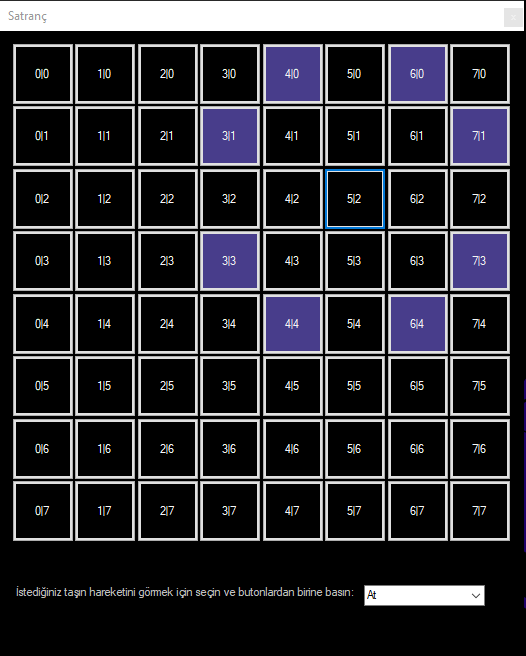 Satranç
x
0|0 1|0 2|0 3|0 4|0 5|0 6|0 7|0
0|1 1|1 2|1 3|1 4|1 5|1 6|1 7|1
0|2 1|2 2|2 3|2 4|2 5|2 6|2 7|2
0|3 1|3 2|3 3|3 4|3 5|3 6|3 7|3
0|4 1|4 2|4 3|4 4|4 5|4 6|4 7|4
0|5 1|5 2|5 3|5 4|5 5|5 6|5 7|5
0|6 1|6 2|6 3|6 4|6 5|6 6|6 7|6
0|7 1|7 2|7 3|7 4|7 5|7 6|7 7|7
İstediğiniz taşın hareketini görmek için seçin ve butonlardan birine basın: At